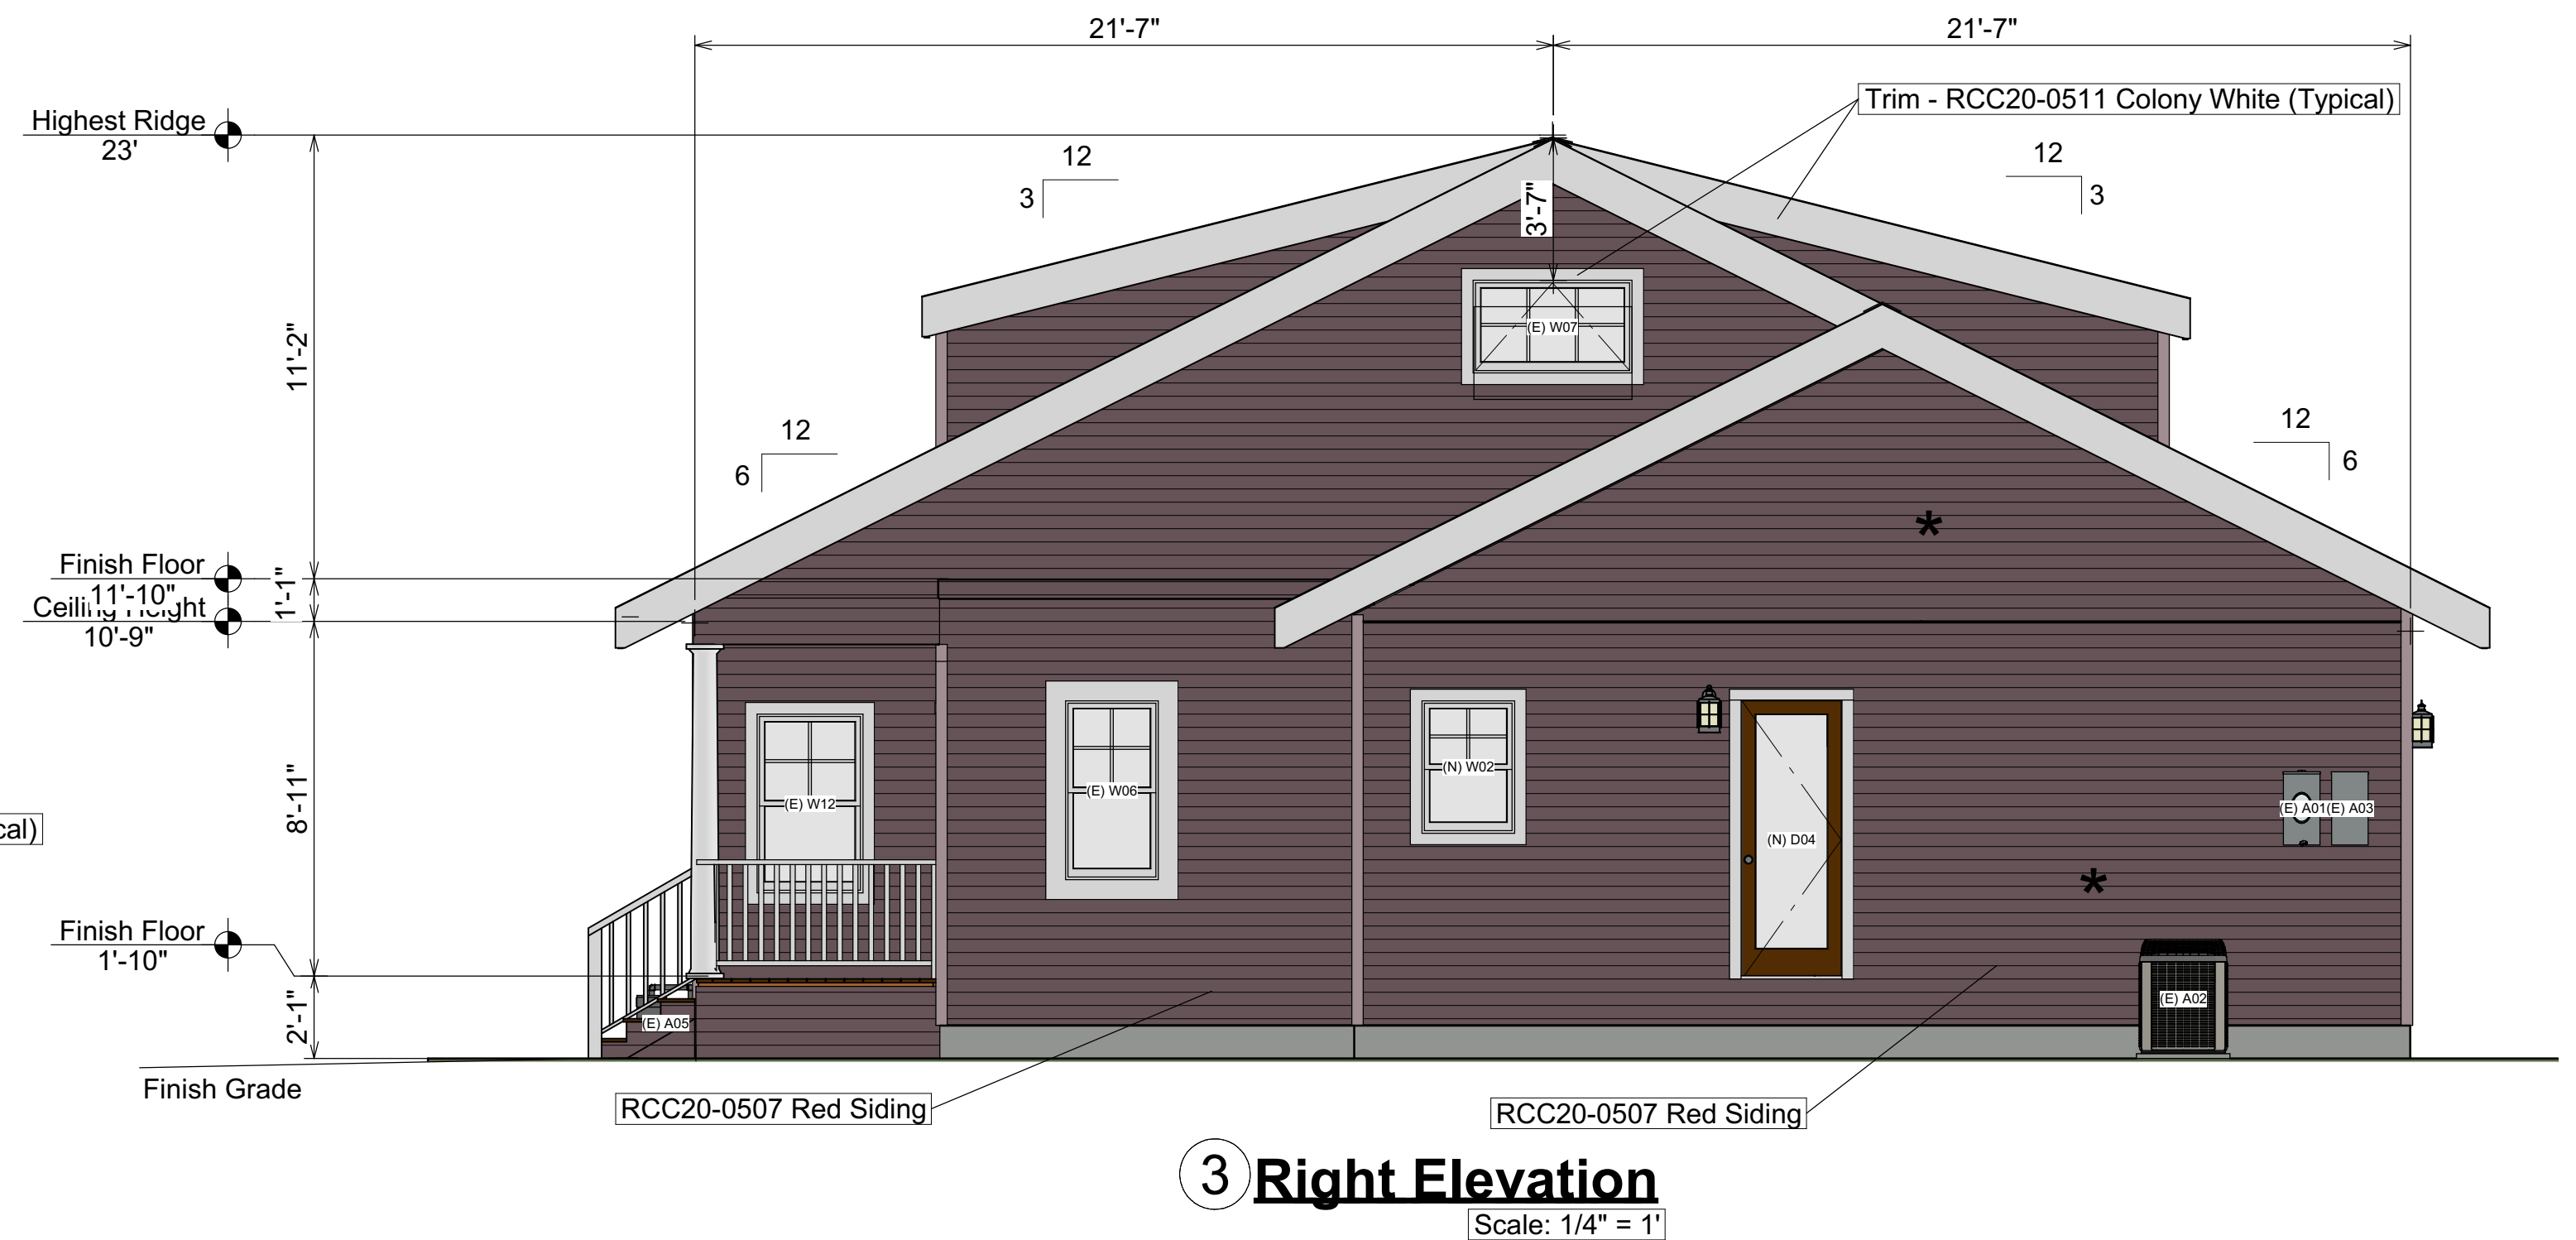 21'-7"
21'-7"
Trim - RCC20-0511 Colony White (Typical)
Highest Ridge
23'
12
3
12
3
3'-7"
(E) W07
11'-2"
12
6
12
6
*
Finish Floor
11'-10"
1'-1"
Ceiling Height
10'-9"
8'-11"
(E) W12
(E) W06
(N) W02
(N) D04
(E) A01
(E) A03
cal)
*
Finish Floor
1'-10"
2'-1"
(E) A05
(E) A02
Finish Grade
RCC20-0507 Red Siding
RCC20-0507 Red Siding
3 Right Elevation
Scale: 1/4" = 1'